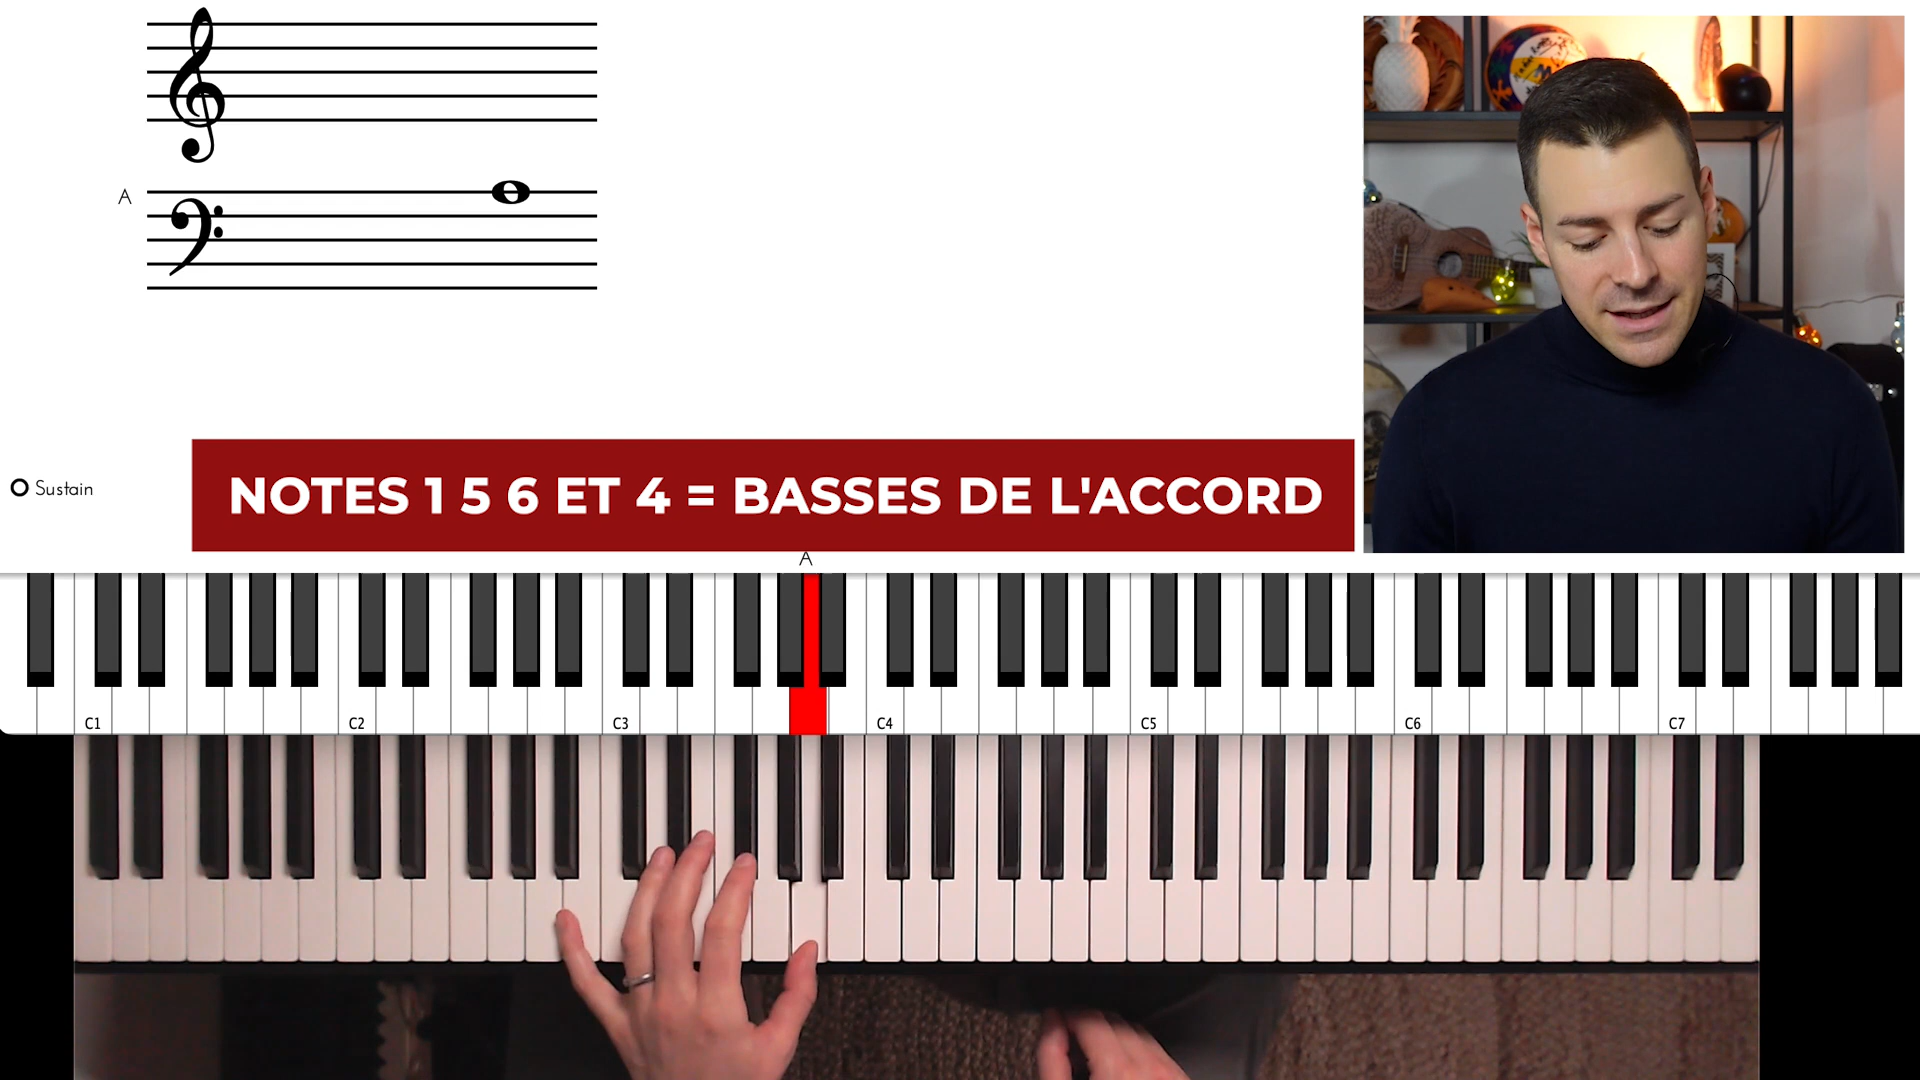 A
Sustain
NOTES 1 5 6 ET 4 = BASSES DE L'ACCORD
A
C1 C2 C3 C4 C5 C6 C7